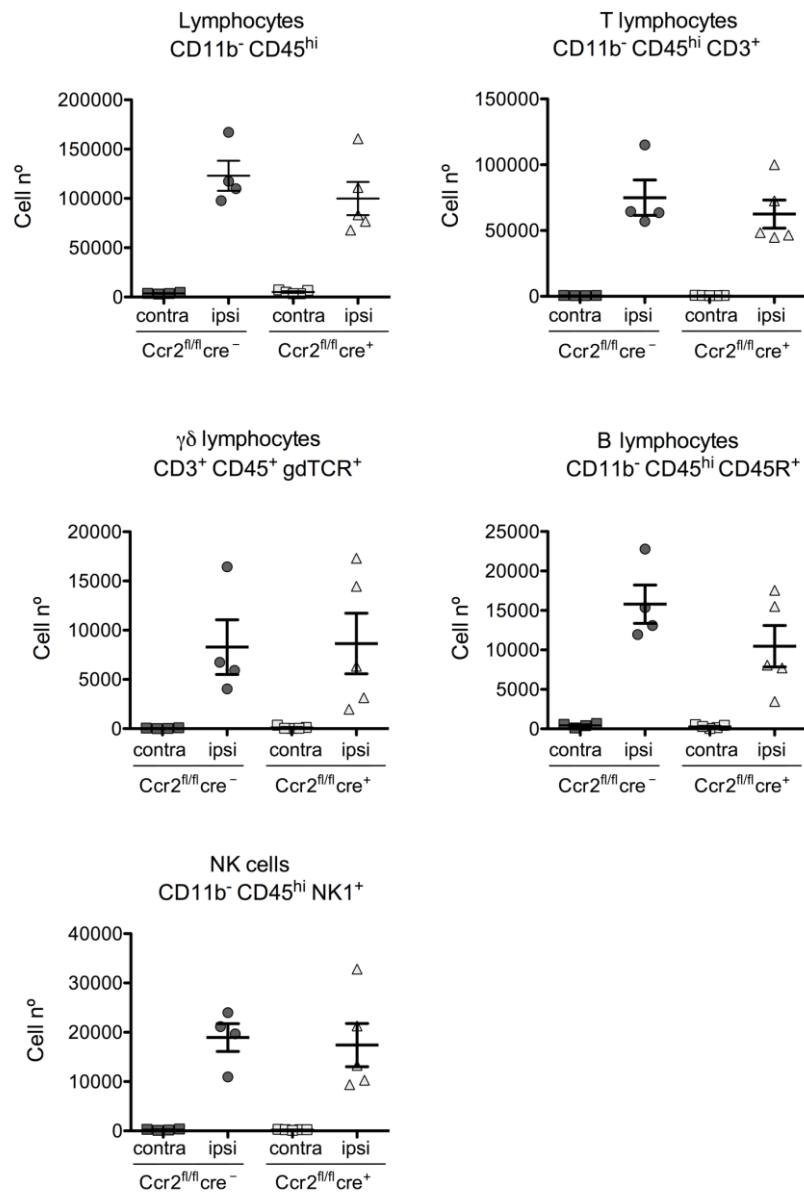 Lymphocytes
CD11b⁻ CD45ʰⁱ
Cell nº
200000
150000
100000
50000
0
contra ipsi contra ipsi
Ccr2ᶠˡ/ᶠˡcre⁻ Ccr2ᶠˡ/ᶠˡcre⁺
T lymphocytes
CD11b⁻ CD45ʰⁱ CD3⁺
Cell nº
150000
100000
50000
0
contra ipsi contra ipsi
Ccr2ᶠˡ/ᶠˡcre⁻ Ccr2ᶠˡ/ᶠˡcre⁺
γδ lymphocytes
CD3⁺ CD45⁺ gdTCR⁺
Cell nº
20000
15000
10000
5000
0
contra ipsi contra ipsi
Ccr2ᶠˡ/ᶠˡcre⁻ Ccr2ᶠˡ/ᶠˡcre⁺
B lymphocytes
CD11b⁻ CD45ʰⁱ CD45R⁺
Cell nº
25000
20000
15000
10000
5000
0
contra ipsi contra ipsi
Ccr2ᶠˡ/ᶠˡcre⁻ Ccr2ᶠˡ/ᶠˡcre⁺
NK cells
CD11b⁻ CD45ʰⁱ NK1⁺
Cell nº
40000
30000
20000
10000
0
contra ipsi contra ipsi
Ccr2ᶠˡ/ᶠˡcre⁻ Ccr2ᶠˡ/ᶠˡcre⁺